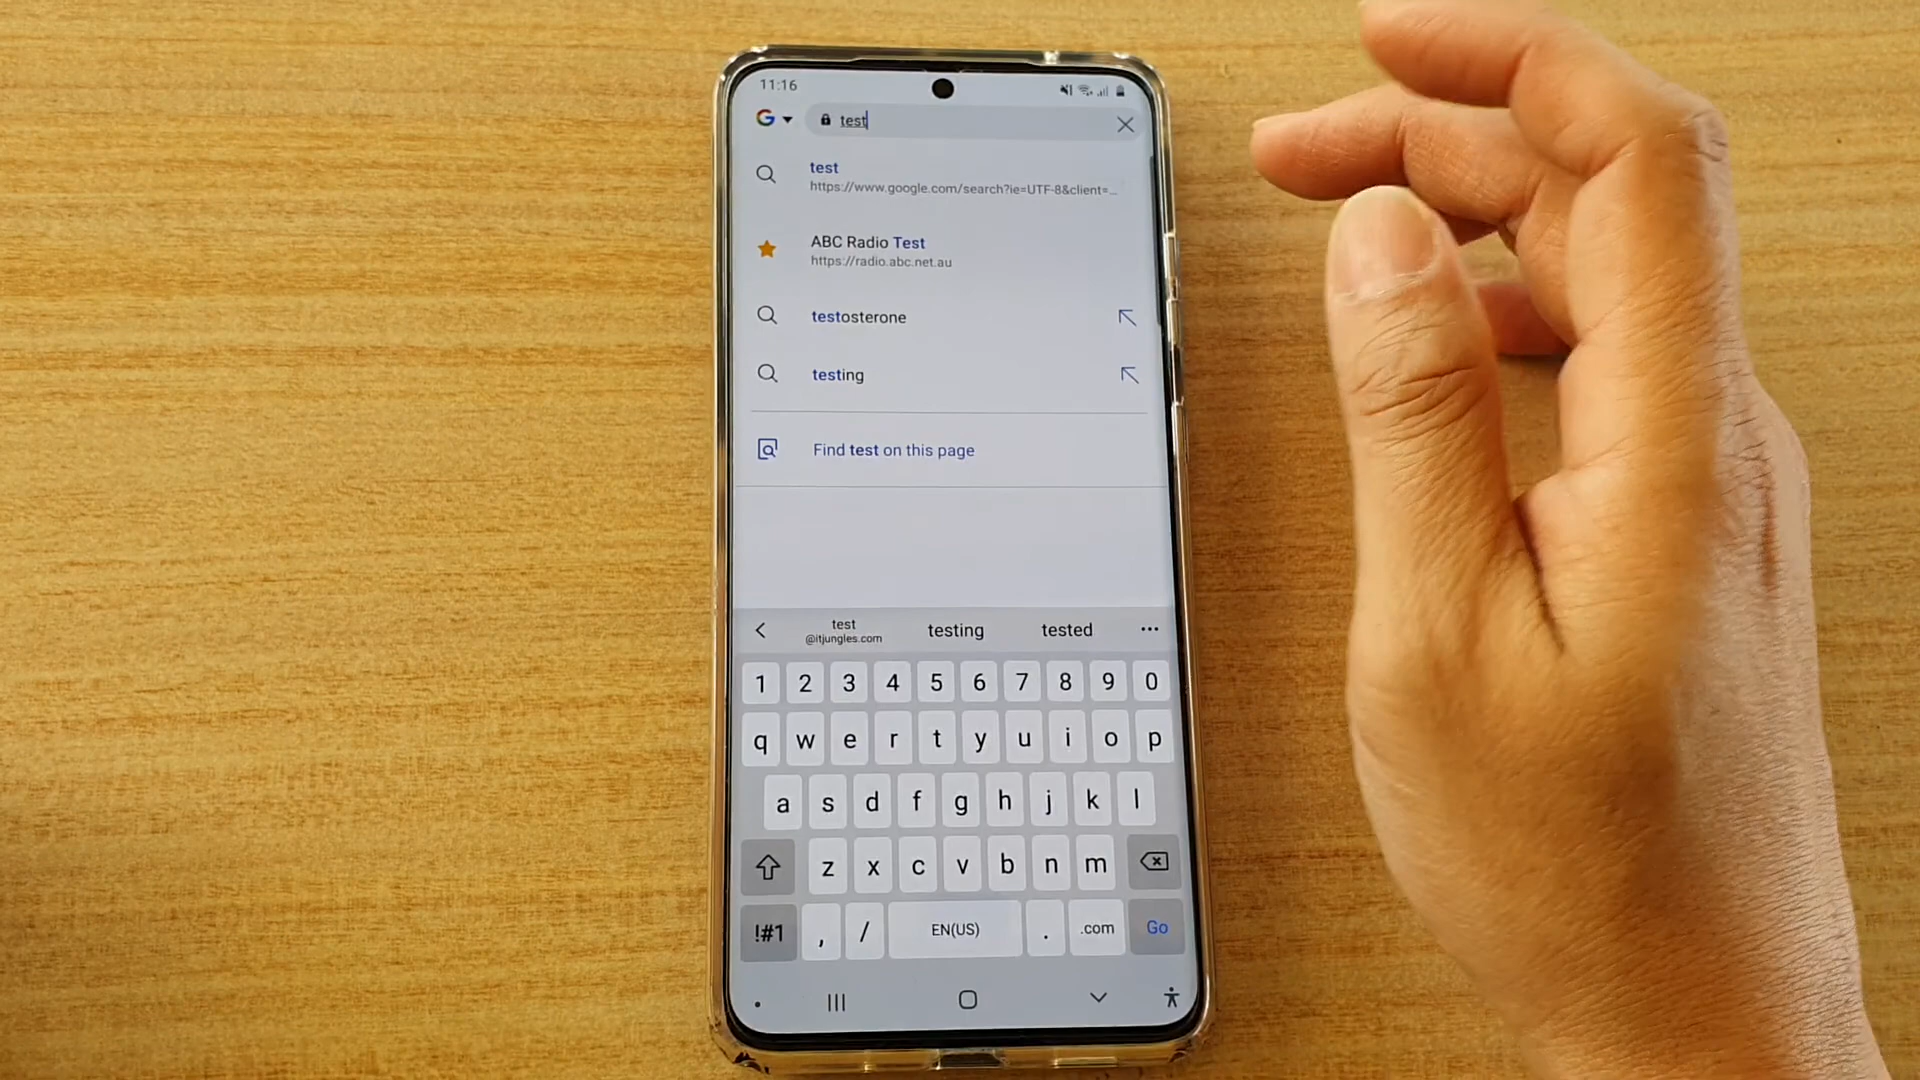 11:16
test
test
https://www.google.com/search?ie=UTF-8&client=...
ABC Radio Test
https://radio.abc.net.au
testosterone
testing
Find test on this page
test
@itjungles.com
testing
tested
1 2 3 4 5 6 7 8 9 0
q w e r t y u i o p
a s d f g h j k l
z x c v b n m
!#1 , / EN(US) . .com Go